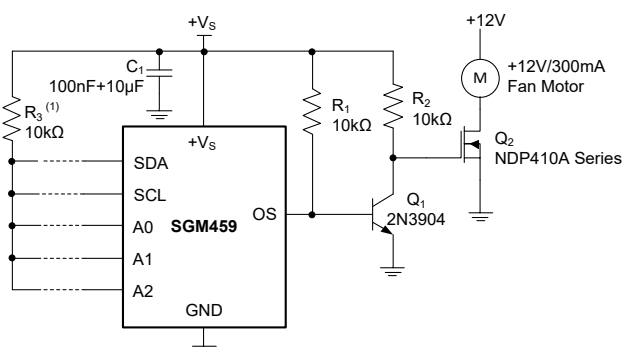 +VS
+12V
C1
100nF+10μF
+12V/300mA
Fan Motor
M
R3 (1)
10kΩ
R1
10kΩ
R2
10kΩ
Q2
NDP410A Series
+VS
SDA
SCL
A0
A1
A2
SGM459
OS
GND
Q1
2N3904